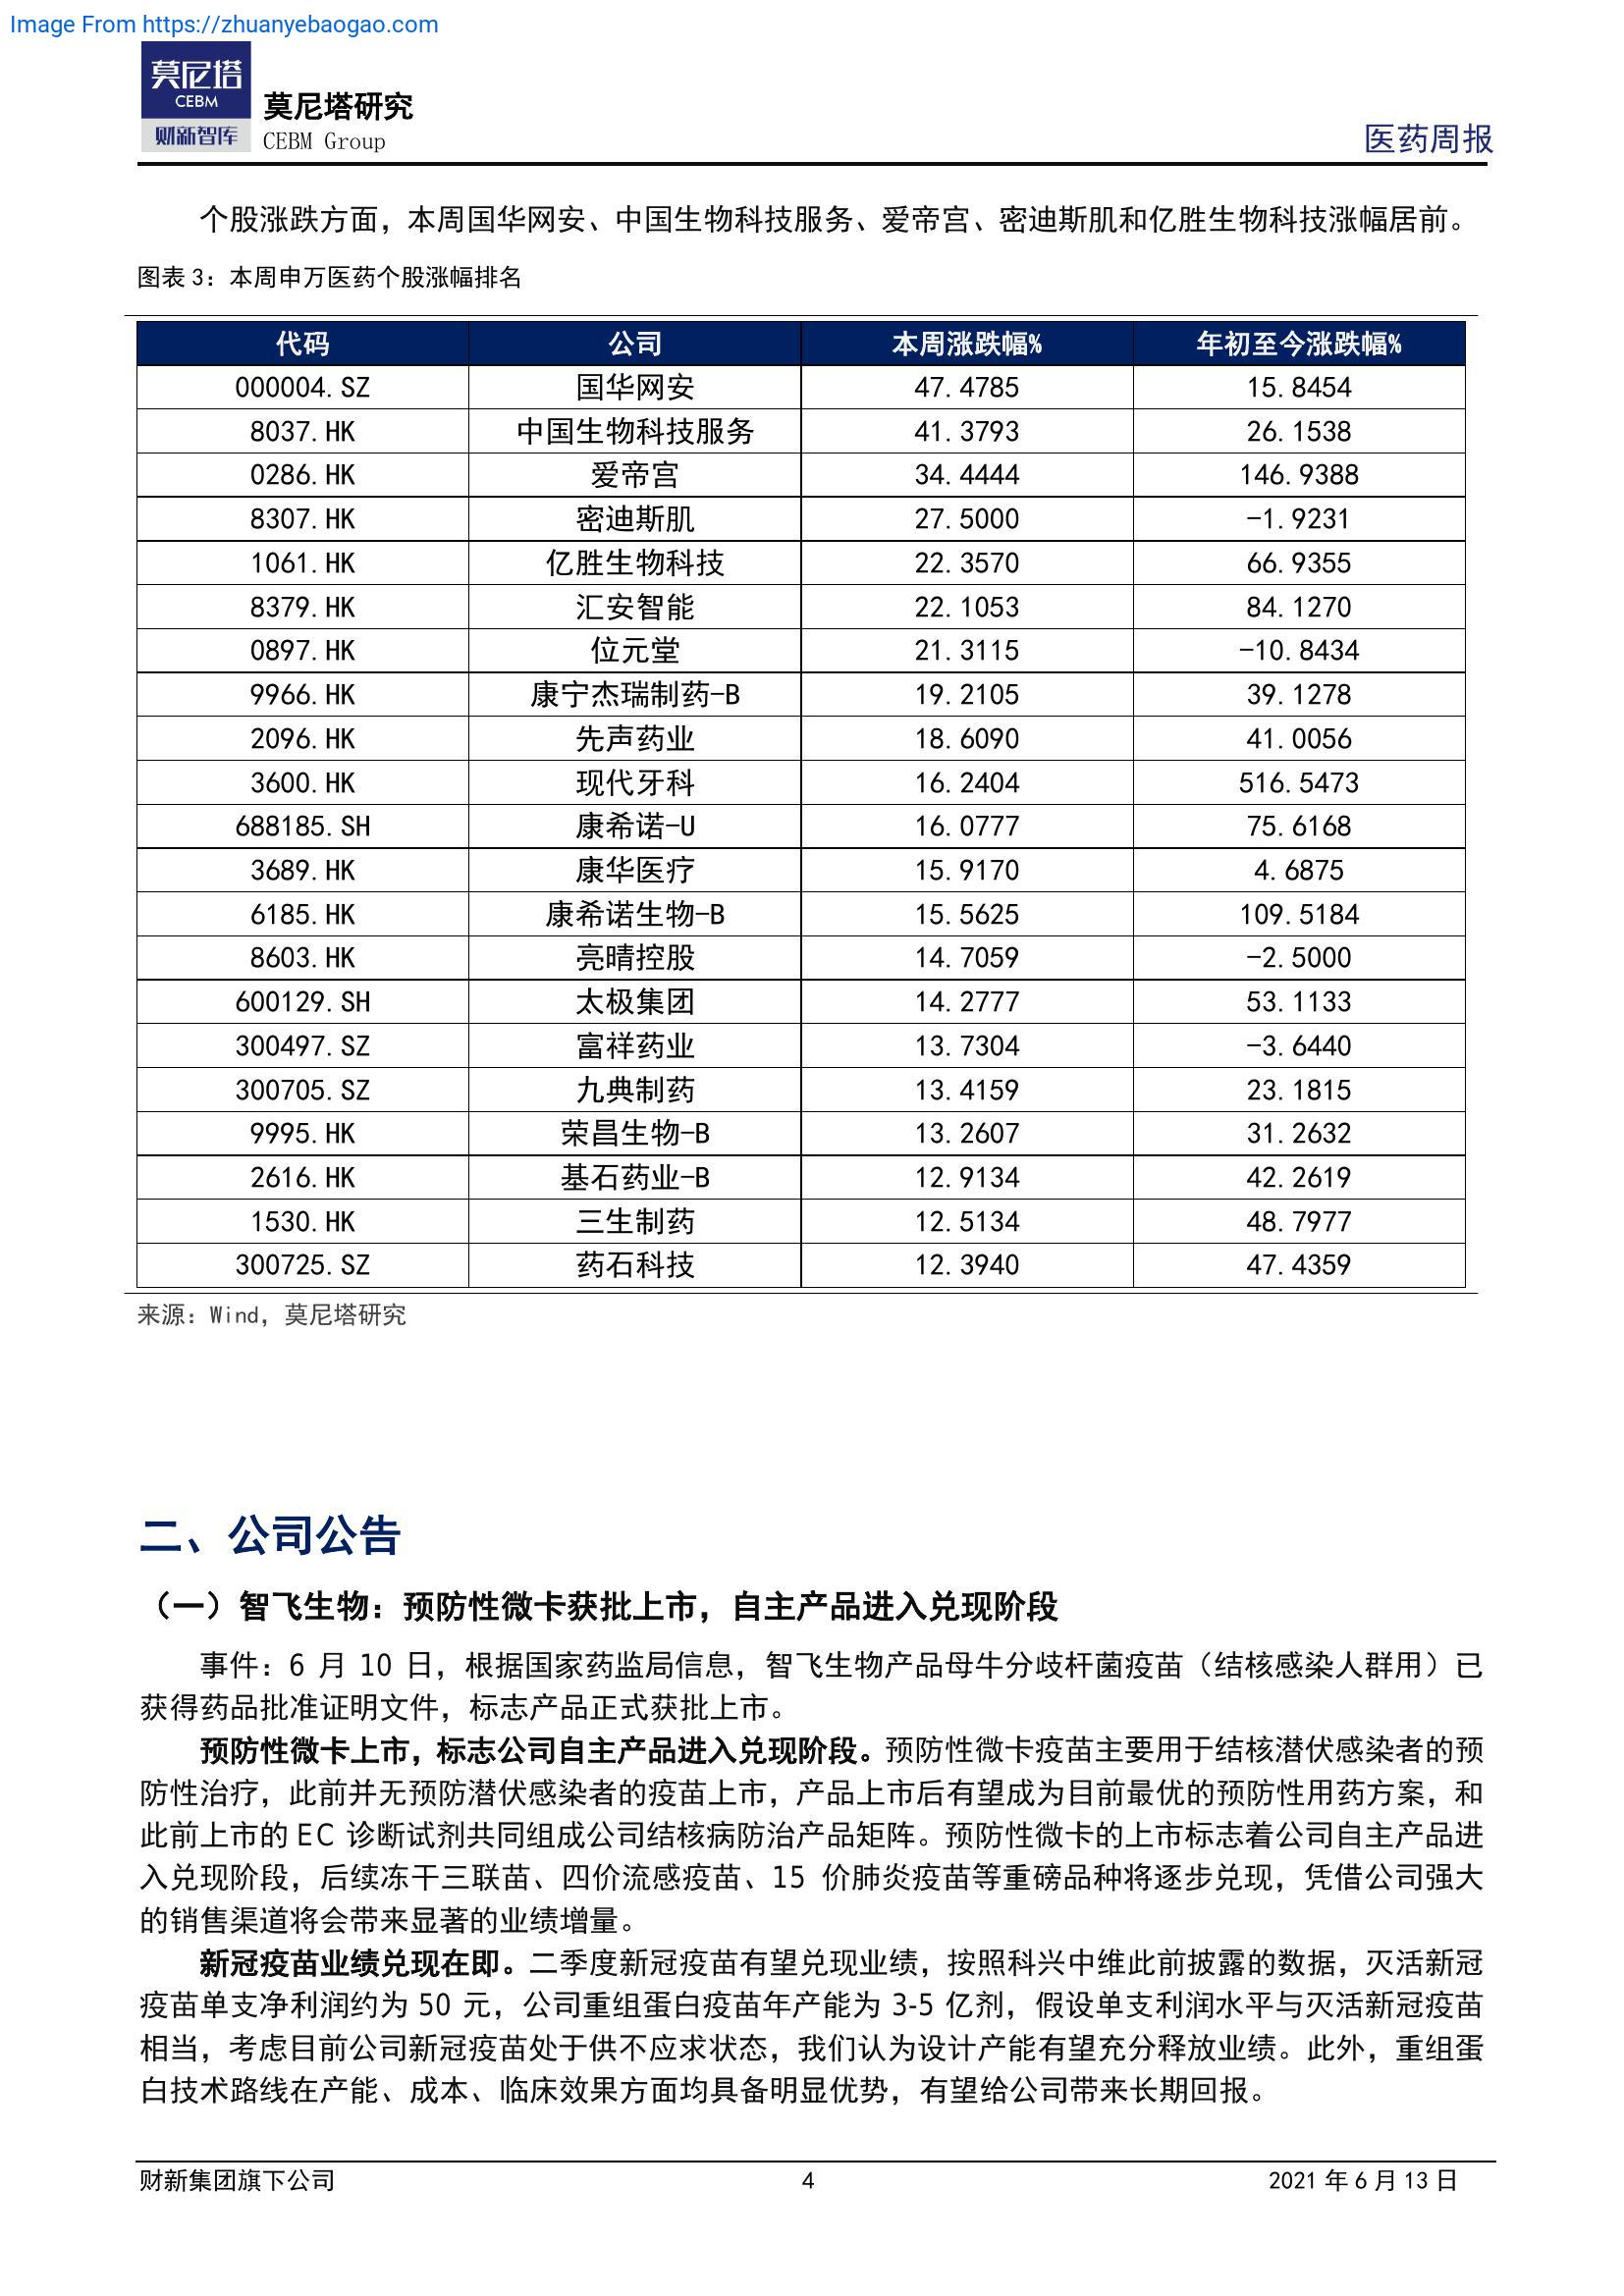 Image From https://zhuanyebaogao.com
莫尼塔
CEBM
财新智库
莫尼塔研究
CEBM Group
医药周报
个股涨跌方面，本周国华网安、中国生物科技服务、爱帝宫、密迪斯肌和亿胜生物科技涨幅居前。
图表 3：本周申万医药个股涨幅排名
代码 公司 本周涨跌幅% 年初至今涨跌幅%
000004.SZ 国华网安 47.4785 15.8454
8037.HK 中国生物科技服务 41.3793 26.1538
0286.HK 爱帝宫 34.4444 146.9388
8307.HK 密迪斯肌 27.5000 -1.9231
1061.HK 亿胜生物科技 22.3570 66.9355
8379.HK 汇安智能 22.1053 84.1270
0897.HK 位元堂 21.3115 -10.8434
9966.HK 康宁杰瑞制药-B 19.2105 39.1278
2096.HK 先声药业 18.6090 41.0056
3600.HK 现代牙科 16.2404 516.5473
688185.SH 康希诺-U 16.0777 75.6168
3689.HK 康华医疗 15.9170 4.6875
6185.HK 康希诺生物-B 15.5625 109.5184
8603.HK 亮晴控股 14.7059 -2.5000
600129.SH 太极集团 14.2777 53.1133
300497.SZ 富祥药业 13.7304 -3.6440
300705.SZ 九典制药 13.4159 23.1815
9995.HK 荣昌生物-B 13.2607 31.2632
2616.HK 基石药业-B 12.9134 42.2619
1530.HK 三生制药 12.5134 48.7977
300725.SZ 药石科技 12.3940 47.4359
来源：Wind，莫尼塔研究
二、公司公告
（一）智飞生物：预防性微卡获批上市，自主产品进入兑现阶段
事件：6 月 10 日，根据国家药监局信息，智飞生物产品母牛分歧杆菌疫苗（结核感染人群用）已
获得药品批准证明文件，标志产品正式获批上市。
预防性微卡上市，标志公司自主产品进入兑现阶段。预防性微卡疫苗主要用于结核潜伏感染者的预
防性治疗，此前并无预防潜伏感染者的疫苗上市，产品上市后有望成为目前最优的预防性用药方案，和
此前上市的 EC 诊断试剂共同组成公司结核病防治产品矩阵。预防性微卡的上市标志着公司自主产品进
入兑现阶段，后续冻干三联苗、四价流感疫苗、15 价肺炎疫苗等重磅品种将逐步兑现，凭借公司强大
的销售渠道将会带来显著的业绩增量。
新冠疫苗业绩兑现在即。二季度新冠疫苗有望兑现业绩，按照科兴中维此前披露的数据，灭活新冠
疫苗单支净利润约为 50 元，公司重组蛋白疫苗年产能为 3-5 亿剂，假设单支利润水平与灭活新冠疫苗
相当，考虑目前公司新冠疫苗处于供不应求状态，我们认为设计产能有望充分释放业绩。此外，重组蛋
白技术路线在产能、成本、临床效果方面均具备明显优势，有望给公司带来长期回报。
财新集团旗下公司 4 2021 年 6 月 13 日